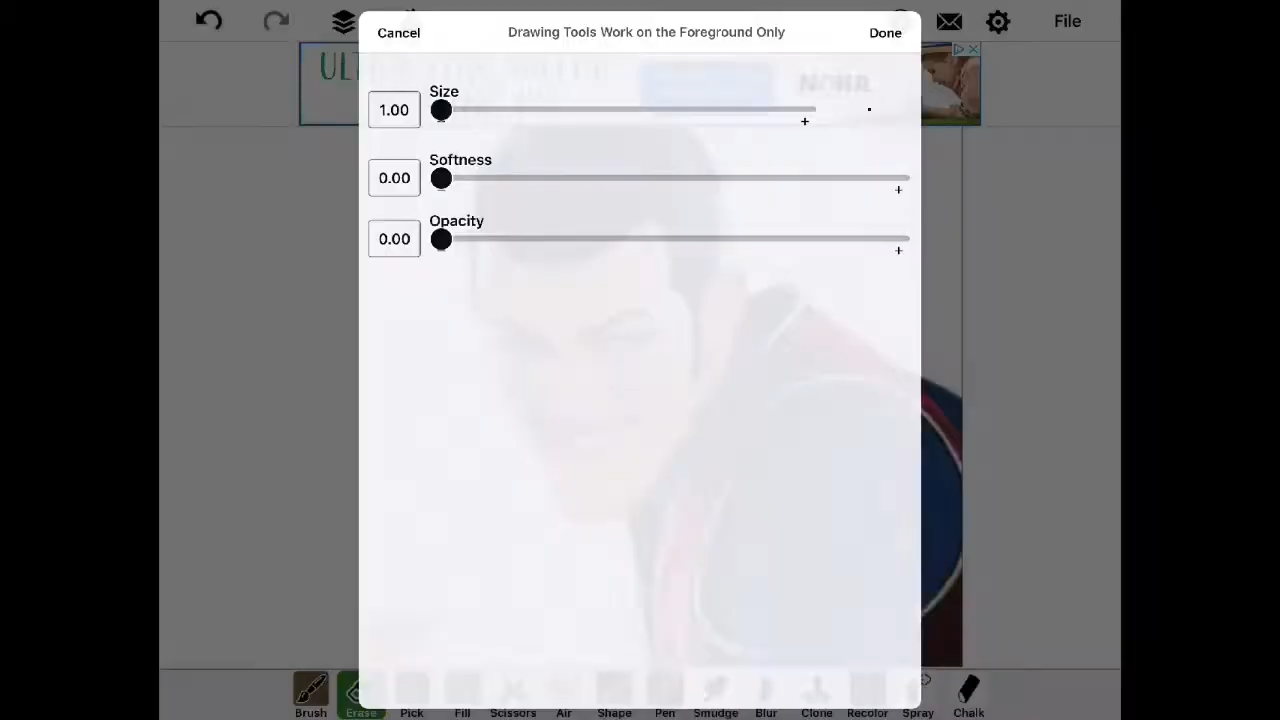 File
Cancel
Drawing Tools Work on the Foreground Only
Done
Size
1.00
Softness
0.00
Opacity
0.00
Brush
Erase
Pick
Fill
Scissors
Air
Shape
Pen
Smudge
Blur
Clone
Recolor
Spray
Chalk